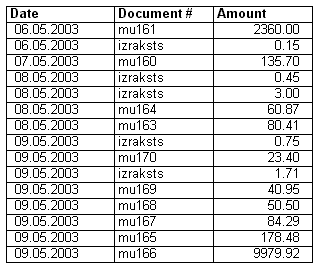 Date Document # Amount
06.05.2003 mu161 2360.00
06.05.2003 izraksts 0.15
07.05.2003 mu160 135.70
08.05.2003 izraksts 0.45
08.05.2003 izraksts 3.00
08.05.2003 mu164 60.87
08.05.2003 mu163 80.41
09.05.2003 izraksts 0.75
09.05.2003 mu170 23.40
09.05.2003 izraksts 1.71
09.05.2003 mu169 40.95
09.05.2003 mu168 50.50
09.05.2003 mu167 84.29
09.05.2003 mu165 178.48
09.05.2003 mu166 9979.92